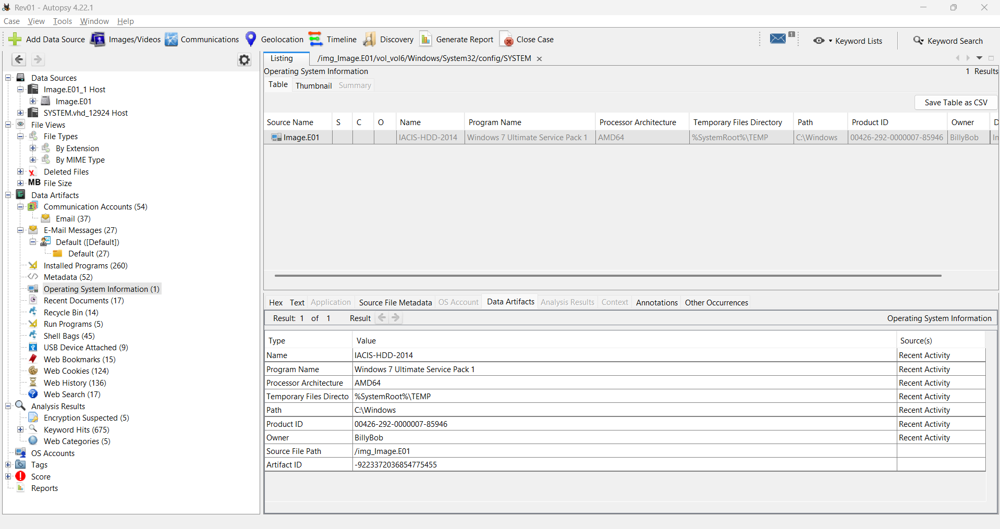 Rev01 - Autopsy 4.22.1
Case View Tools Window Help
Add Data Source Images/Videos Communications Geolocation Timeline Discovery Generate Report Close Case 1 Keyword Lists Keyword Search
Listing /img_Image.E01/vol_vol6/Windows/System32/config/SYSTEM
Operating System Information 1 Results
Table Thumbnail Summary
Save Table as CSV
Source Name S C O Name Program Name Processor Architecture Temporary Files Directory Path Product ID Owner D
Image.E01 IACIS-HDD-2014 Windows 7 Ultimate Service Pack 1 AMD64 %SystemRoot%\TEMP C:\Windows 00426-292-0000007-85946 BillyBob In
Data Sources
Image.E01_1 Host
Image.E01
SYSTEM.vhd_12924 Host
File Views
File Types
By Extension
By MIME Type
Deleted Files
MB File Size
Data Artifacts
Communication Accounts (54)
Email (37)
E-Mail Messages (27)
Default ([Default])
Default (27)
Installed Programs (260)
Metadata (52)
Operating System Information (1)
Recent Documents (17)
Recycle Bin (14)
Run Programs (5)
Shell Bags (45)
USB Device Attached (9)
Web Bookmarks (15)
Web Cookies (124)
Web History (136)
Web Search (17)
Analysis Results
Encryption Suspected (5)
Keyword Hits (675)
Web Categories (5)
OS Accounts
Tags
Score
Reports
Hex Text Application Source File Metadata OS Account Data Artifacts Analysis Results Context Annotations Other Occurrences
Result: 1 of 1 Result Operating System Information
Type Value Source(s)
Name IACIS-HDD-2014 Recent Activity
Program Name Windows 7 Ultimate Service Pack 1 Recent Activity
Processor Architecture AMD64 Recent Activity
Temporary Files Directo %SystemRoot%\TEMP Recent Activity
Path C:\Windows Recent Activity
Product ID 00426-292-0000007-85946 Recent Activity
Owner BillyBob Recent Activity
Source File Path /img_Image.E01
Artifact ID -9223372036854775455